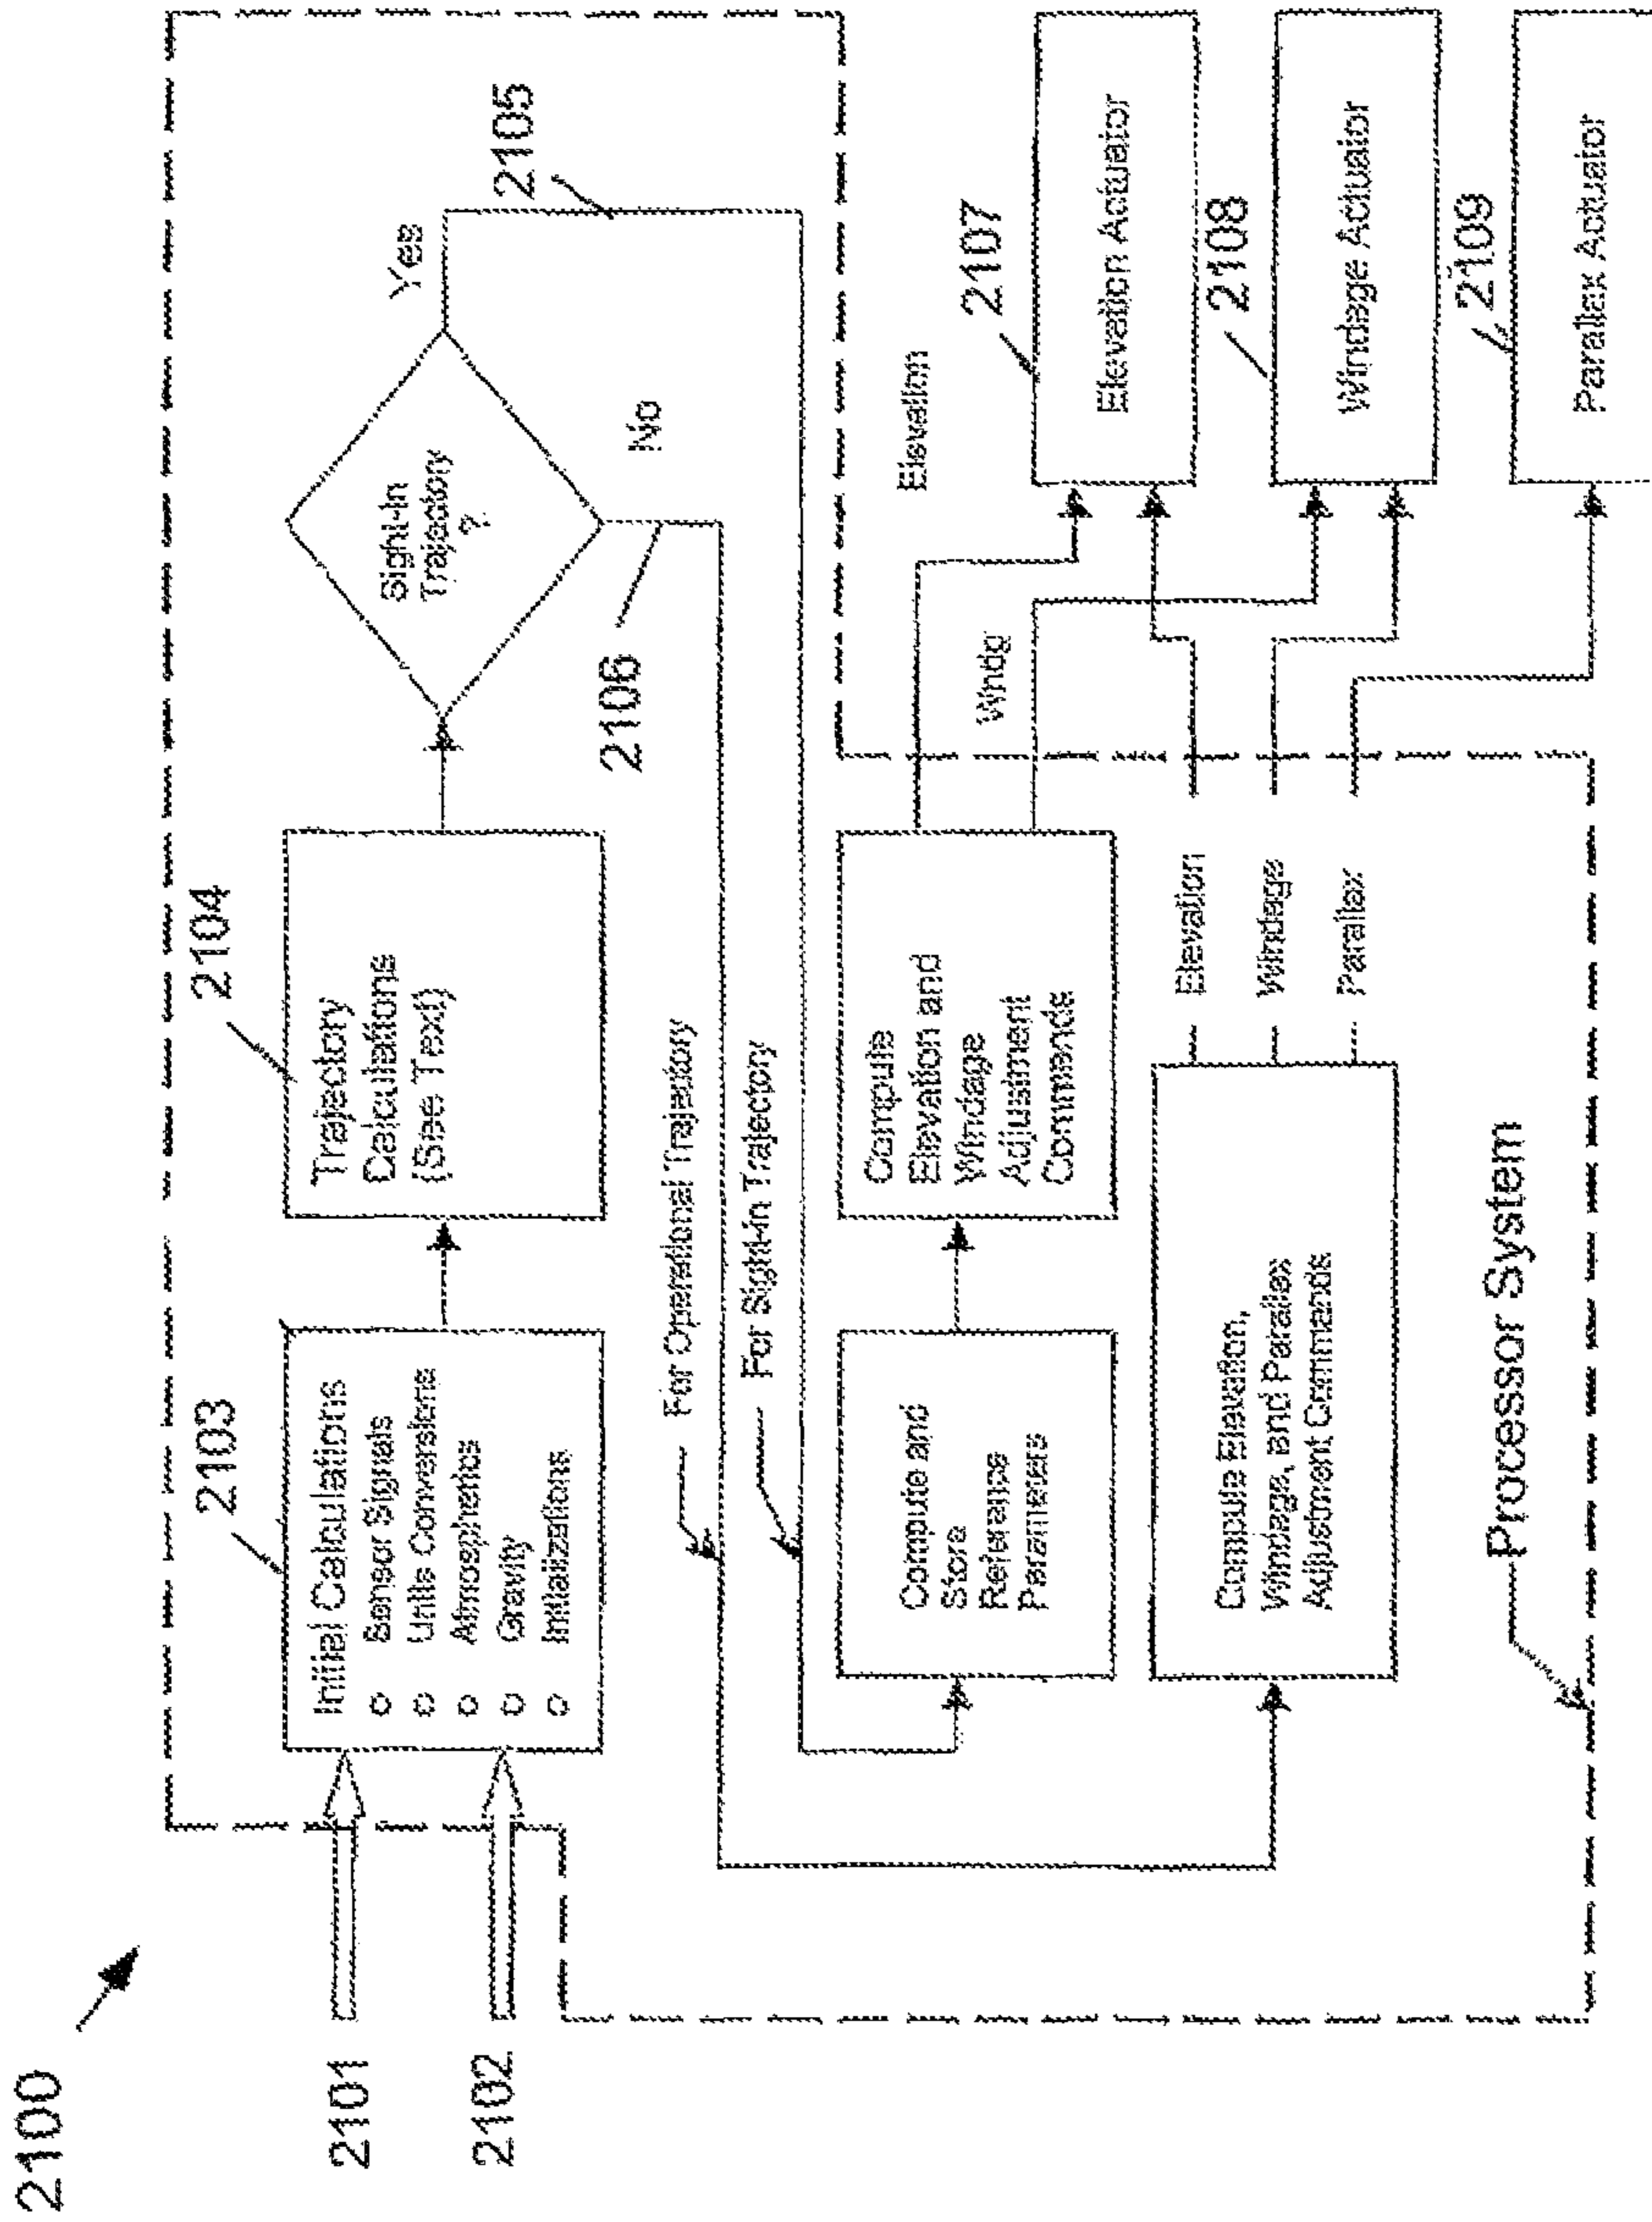 2100
2101
2102
2103
Initial Calculations
o Sensor Signals
o Units Conversions
o Atmospherics
o Gravity
o Initializations
2104
Trajectory
Calculations
(See Text)
Sight-In
Trajectory
?
Yes
2105
No
2106
For Operational Trajectory
For Sight-In Trajectory
Compute and
Store
Reference
Parameters
Compute
Elevation and
Windage
Adjustment
Commands
Elevation
Wndg
Compute Elevation,
Windage, and Parallex
Adjustment Commands
Elevation
Windage
Parallex
2107
Elevation Actuator
2108
Windage Actuator
2109
Parallex Actuator
Processor System